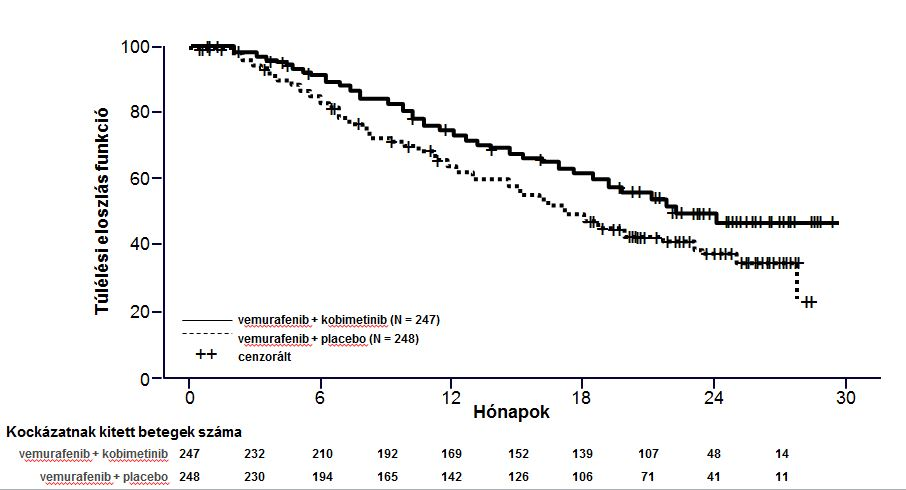 Túlélési eloszlás funkció
100
80
60
40
20
0
vemurafenib + kobimetinib (N = 247)
vemurafenib + placebo (N = 248)
++ cenzorált
0 6 12 18 24 30
Hónapok
Kockázatnak kitett betegek száma
vemurafenib + kobimetinib 247 232 210 192 169 152 139 107 48 14
vemurafenib + placebo 248 230 194 165 142 126 106 71 41 11